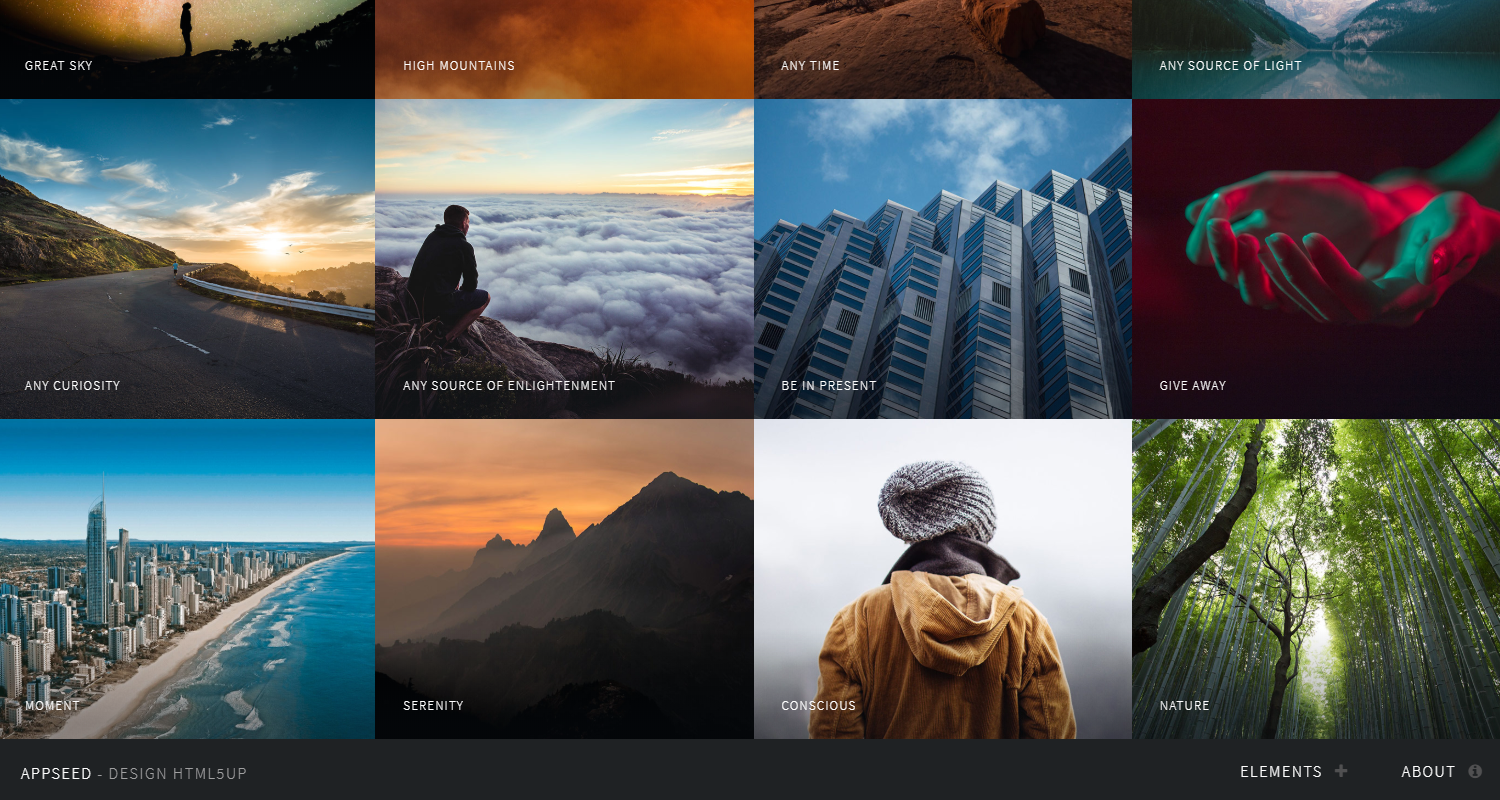 GREAT SKY
HIGH MOUNTAINS
ANY TIME
ANY SOURCE OF LIGHT
ANY CURIOSITY
ANY SOURCE OF ENLIGHTENMENT
BE IN PRESENT
GIVE AWAY
MOMENT
SERENITY
CONSCIOUS
NATURE
APPSEED - DESIGN HTML5UP
ELEMENTS
ABOUT